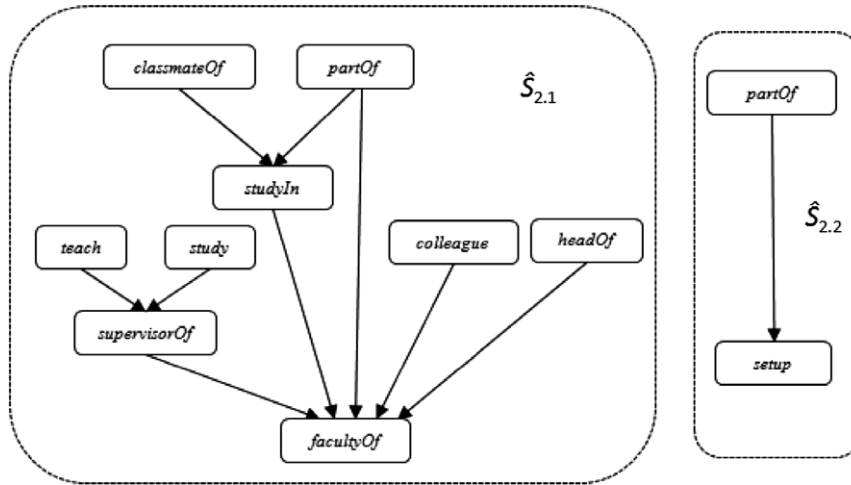 classmateOf
partOf
Ŝ2.1
partOf
studyIn
Ŝ2.2
teach
study
colleague
headOf
supervisorOf
setup
facultyOf